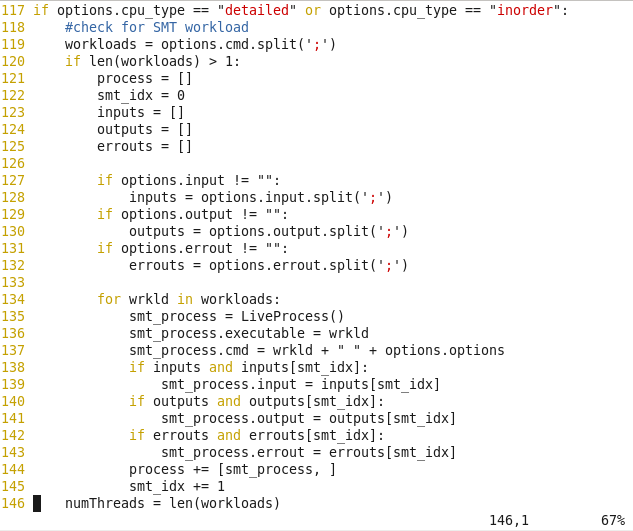 117 if options.cpu_type == "detailed" or options.cpu_type == "inorder":
118     #check for SMT workload
119     workloads = options.cmd.split(';')
120     if len(workloads) > 1:
121         process = []
122         smt_idx = 0
123         inputs = []
124         outputs = []
125         errouts = []
126
127         if options.input != "":
128             inputs = options.input.split(';')
129         if options.output != "":
130             outputs = options.output.split(';')
131         if options.errout != "":
132             errouts = options.errout.split(';')
133
134         for wrkld in workloads:
135             smt_process = LiveProcess()
136             smt_process.executable = wrkld
137             smt_process.cmd = wrkld + " " + options.options
138             if inputs and inputs[smt_idx]:
139                 smt_process.input = inputs[smt_idx]
140             if outputs and outputs[smt_idx]:
141                 smt_process.output = outputs[smt_idx]
142             if errouts and errouts[smt_idx]:
143                 smt_process.errout = errouts[smt_idx]
144             process += [smt_process, ]
145             smt_idx += 1
146     numThreads = len(workloads)
146,1 67%